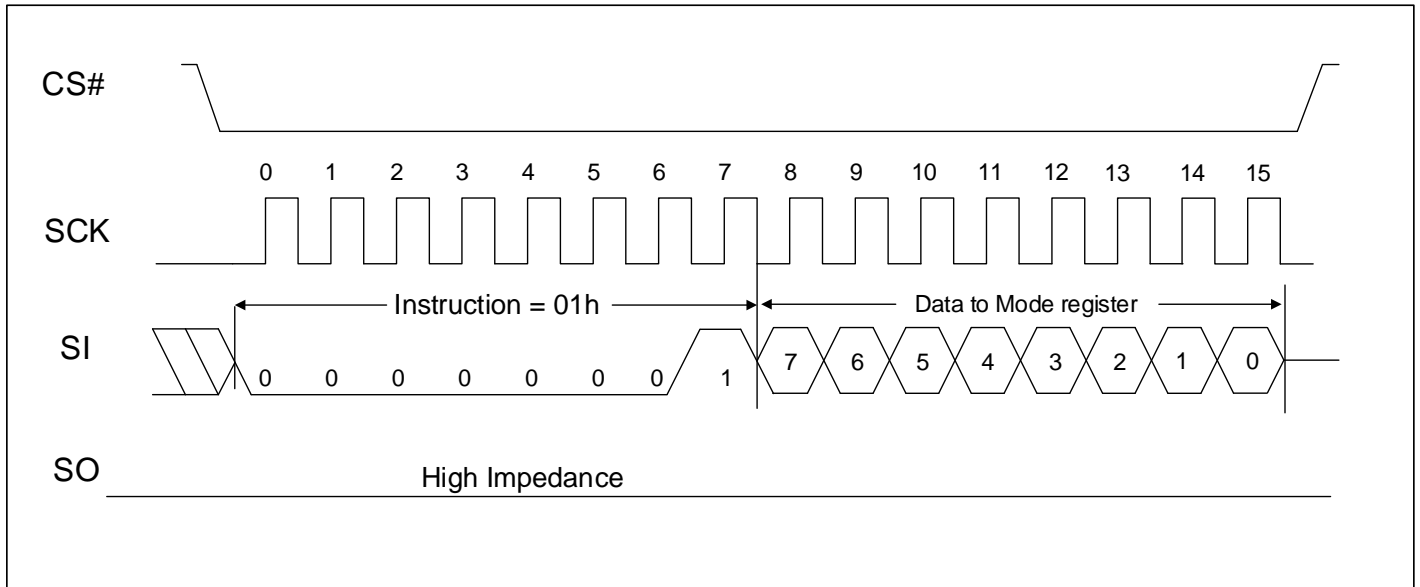 CS#
0 1 2 3 4 5 6 7 8 9 10 11 12 13 14 15
SCK
Instruction = 01h Data to Mode register
SI
0 0 0 0 0 0 0 1 7 6 5 4 3 2 1 0
SO
High Impedance